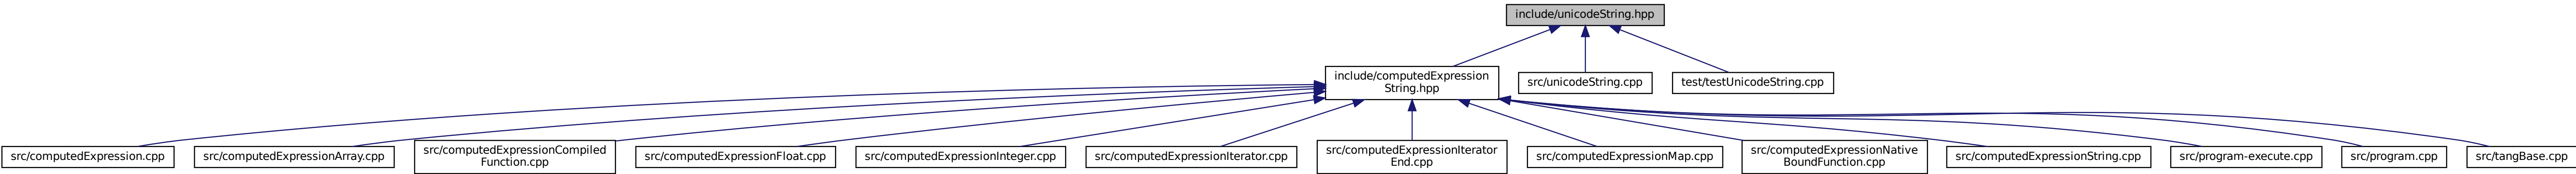 include/unicodeString.hpp
include/computedExpression
String.hpp
src/unicodeString.cpp
test/testUnicodeString.cpp
src/computedExpression.cpp
src/computedExpressionArray.cpp
src/computedExpressionCompiled
Function.cpp
src/computedExpressionFloat.cpp
src/computedExpressionInteger.cpp
src/computedExpressionIterator.cpp
src/computedExpressionIterator
End.cpp
src/computedExpressionMap.cpp
src/computedExpressionNative
BoundFunction.cpp
src/computedExpressionString.cpp
src/program-execute.cpp
src/program.cpp
src/tangBase.cpp